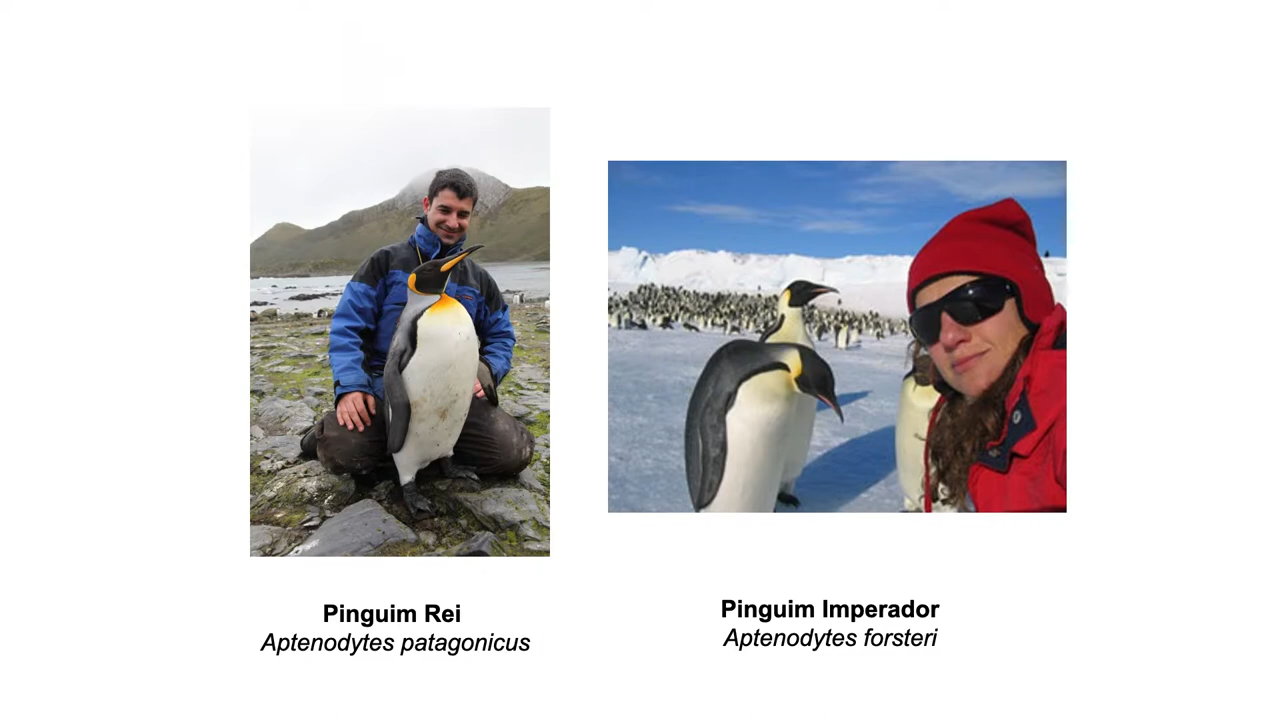 Pinguim Rei
Aptenodytes patagonicus
Pinguim Imperador
Aptenodytes forsteri